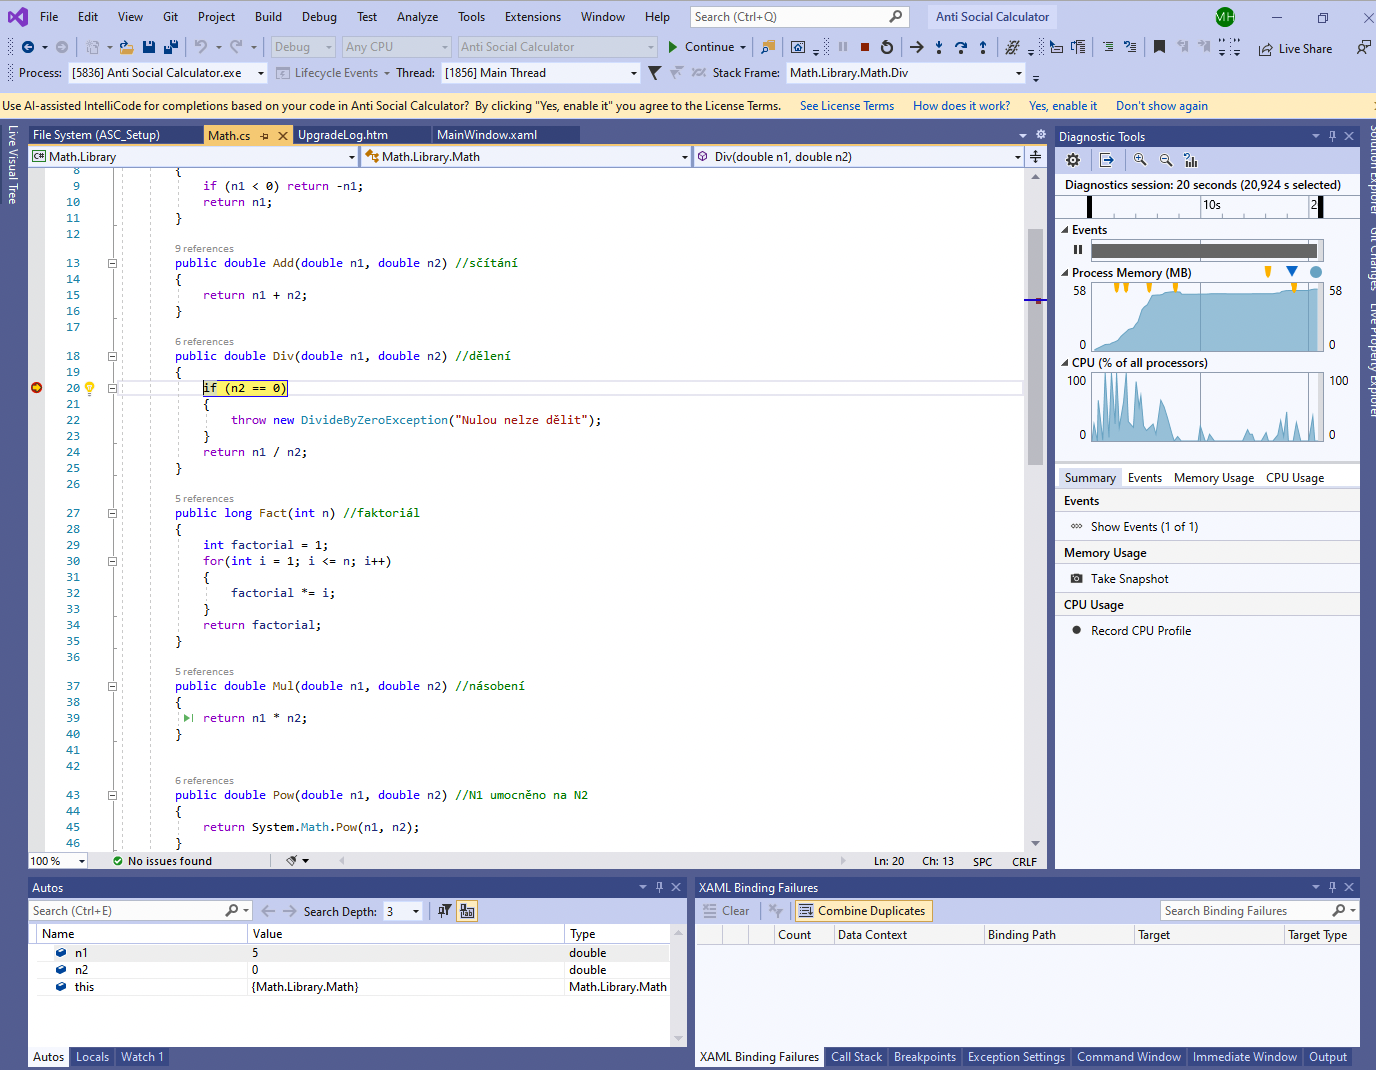 File Edit View Git Project Build Debug Test Analyze Tools Extensions Window Help Search (Ctrl+Q) Anti Social Calculator MH
Debug Any CPU Anti Social Calculator Continue Live Share
Process: [5836] Anti Social Calculator.exe Lifecycle Events Thread: [1856] Main Thread Stack Frame: Math.Library.Math.Div
Use AI-assisted IntelliCode for completions based on your code in Anti Social Calculator? By clicking "Yes, enable it" you agree to the License Terms. See License Terms How does it work? Yes, enable it Don't show again
Live Visual Tree
File System (ASC_Setup) Math.cs UpgradeLog.htm MainWindow.xaml
C# Math.Library Math.Library.Math Div(double n1, double n2)
8 {
9 if (n1 < 0) return -n1;
10 return n1;
11 }
12
9 references
13 public double Add(double n1, double n2) //sčítání
14 {
15 return n1 + n2;
16 }
17
6 references
18 public double Div(double n1, double n2) //dělení
19 {
20 if (n2 == 0)
21 {
22 throw new DivideByZeroException("Nulou nelze dělit");
23 }
24 return n1 / n2;
25 }
26
5 references
27 public long Fact(int n) //faktoriál
28 {
29 int factorial = 1;
30 for(int i = 1; i <= n; i++)
31 {
32 factorial *= i;
33 }
34 return factorial;
35 }
36
5 references
37 public double Mul(double n1, double n2) //násobení
38 {
39 return n1 * n2;
40 }
41
42
6 references
43 public double Pow(double n1, double n2) //N1 umocněno na N2
44 {
45 return System.Math.Pow(n1, n2);
46 }
100 % No issues found Ln: 20 Ch: 13 SPC CRLF
Diagnostic Tools
Diagnostics session: 20 seconds (20,924 s selected)
10s 2
Events
Process Memory (MB)
58 58
0 0
CPU (% of all processors)
100 100
0 0
Summary Events Memory Usage CPU Usage
Events
Show Events (1 of 1)
Memory Usage
Take Snapshot
CPU Usage
Record CPU Profile
Solution Explorer
Git Changes
Live Property Explorer
Autos
Search (Ctrl+E) Search Depth: 3
Name Value Type
n1 5 double
n2 0 double
this {Math.Library.Math} Math.Library.Math
Autos Locals Watch 1
XAML Binding Failures
Clear Combine Duplicates Search Binding Failures
Count Data Context Binding Path Target Target Type
XAML Binding Failures Call Stack Breakpoints Exception Settings Command Window Immediate Window Output